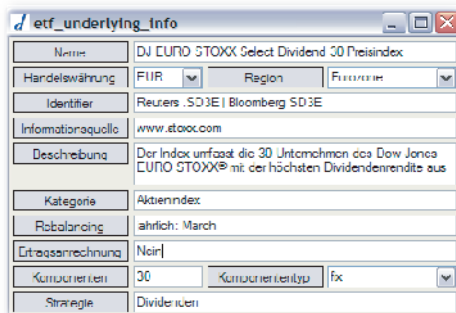 etf_underlying_info
Name DJ EURO STOXX Select Dividend 30 Preisindex
Handelswährung EUR Region Eurozone
Identifier Reuters .SD3E | Bloomberg SD3E
Informationsquelle www.stoxx.com
Beschreibung Der Index umfasst die 30 Unternehmen des Dow Jones
EURO STOXX® mit der höchsten Dividendenrendite aus
Kategorie Aktienindex
Rebalancing jährlich: March
Ertragsanrechnung Nein
Komponenten 30 Komponententyp fix
Strategie Dividenden